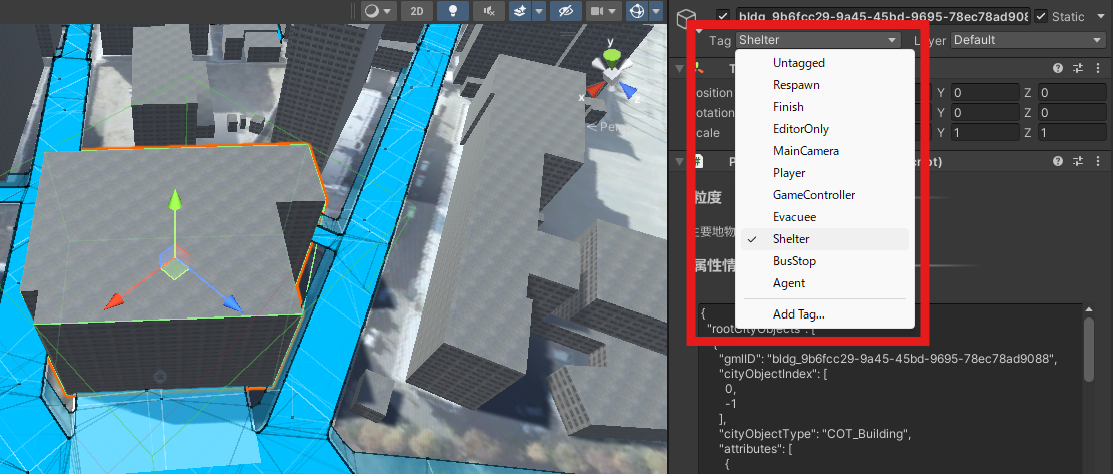 2D
bldg_9b6fcc29-9a45-45bd-9695-78ec78ad908
Static
Tag Shelter
Layer Default
Untagged
Respawn
Finish
EditorOnly
MainCamera
Player
GameController
Evacuee
Shelter
BusStop
Agent
Add Tag...
osition
Y 0 Z 0
otation
Y 0 Z 0
cale
Y 1 Z 1
y
x
z
< Pers
粒度
主要地物
属性情
{
"rootCityObjects": [
"gmlID": "bldg_9b6fcc29-9a45-45bd-9695-78ec78ad9088",
"cityObjectIndex": [
0,
-1
],
"cityObjectType": "COT_Building",
"attributes": [
{